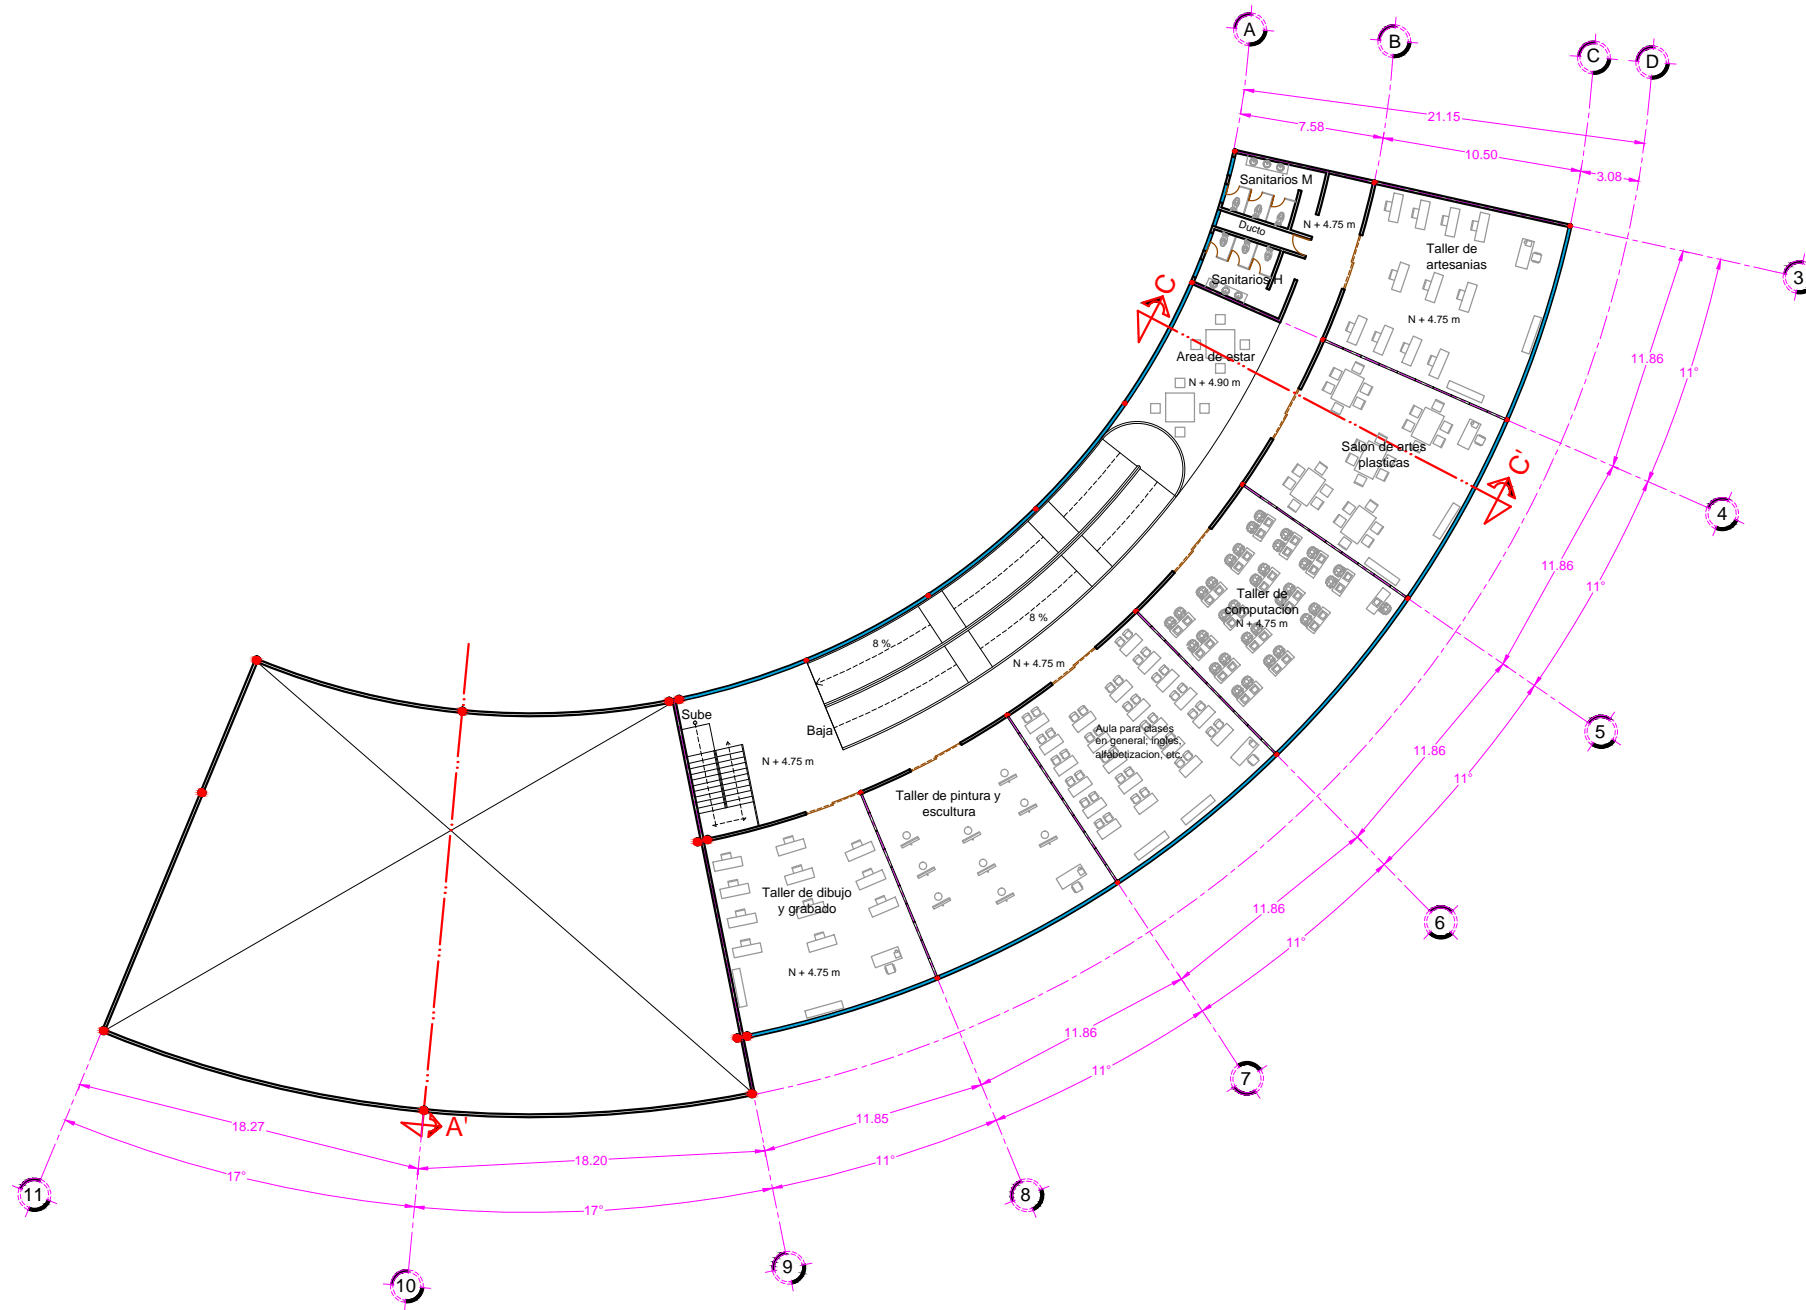 A
B
C
D
21.15
7.58
10.50
3.08
Sanitarios M
N + 4.75 m
Ducto
Sanitarios H
Taller de
artesanias
N + 4.75 m
3
C
Area de estar
N + 4.90 m
11.86
11°
Salon de artes
plasticas
C'
4
11.86
11°
Taller de
computacion
N + 4.75 m
8 %
8 %
N + 4.75 m
5
11.86
11°
Sube
Baja
N + 4.75 m
Aula para clases
en general, ingles,
alfabetizacion, etc.
Taller de pintura y
escultura
Taller de dibujo
y grabado
N + 4.75 m
6
11.86
11°
11.86
11°
7
11.85
11°
8
A'
18.27
18.20
17°
17°
11
10
9